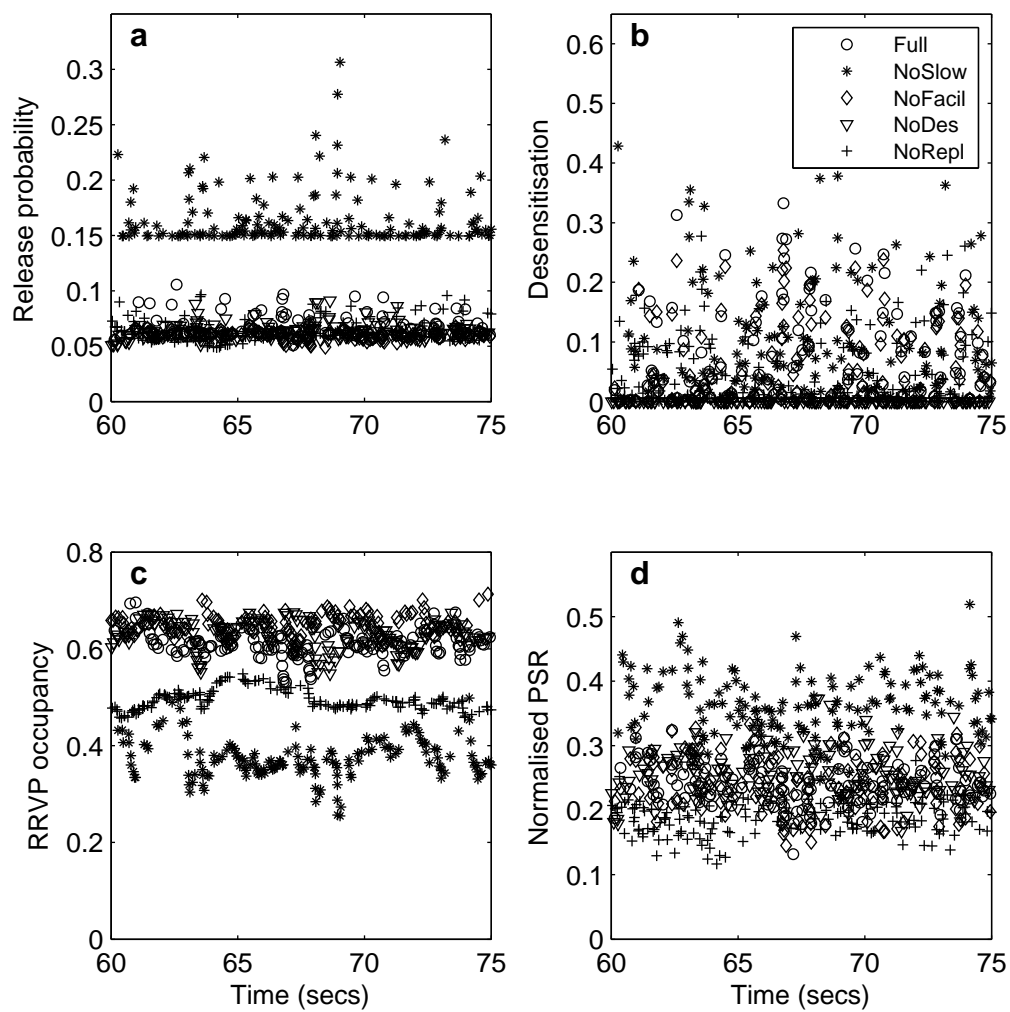 a
0.3
0.25
0.2
0.15
0.1
0.05
0
60
65
70
75
Release probability
b
Full
NoSlow
NoFacil
NoDes
NoRepl
0.6
0.5
0.4
0.3
0.2
0.1
0
60
65
70
75
Desensitisation
c
0.8
0.6
0.4
0.2
0
60
65
70
75
RRVP occupancy
Time (secs)
d
0.5
0.4
0.3
0.2
0.1
0
60
65
70
75
Normalised PSR
Time (secs)